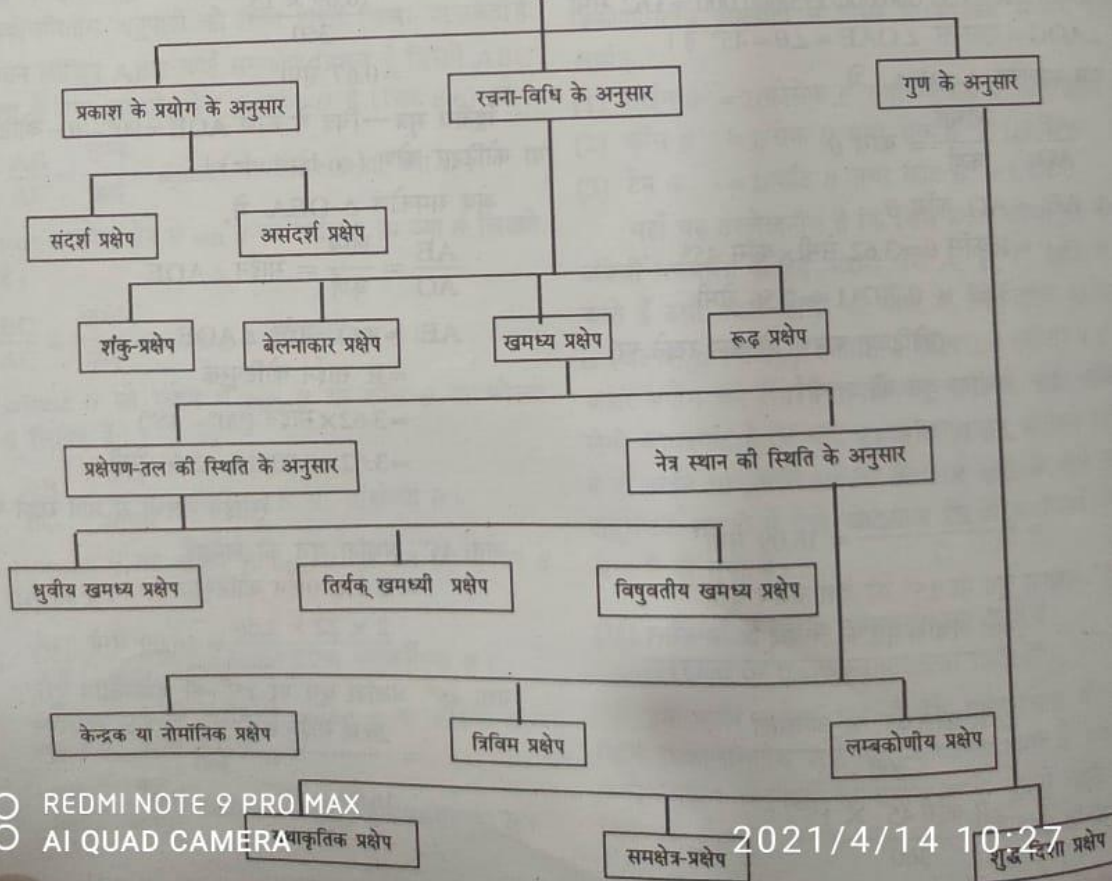 प्रकाश के प्रयोग के अनुसार
रचना-विधि के अनुसार
गुण के अनुसार
संदर्श प्रक्षेप
असंदर्श प्रक्षेप
शंकु-प्रक्षेप
बेलनाकार प्रक्षेप
खमध्य प्रक्षेप
रूढ़ प्रक्षेप
प्रक्षेपण-तल की स्थिति के अनुसार
नेत्र स्थान की स्थिति के अनुसार
ध्रुवीय खमध्य प्रक्षेप
तिर्यक् खमध्यी प्रक्षेप
विषुवतीय खमध्य प्रक्षेप
केन्द्रक या नोमॉनिक प्रक्षेप
त्रिविम प्रक्षेप
लम्बकोणीय प्रक्षेप
प्रक्षेप
समक्षेत्र-प्रक्षेप
शुद्ध दिशा प्रक्षेप
REDMI NOTE 9 PRO MAX
AI QUAD CAMERA
2021/4/14 10:27